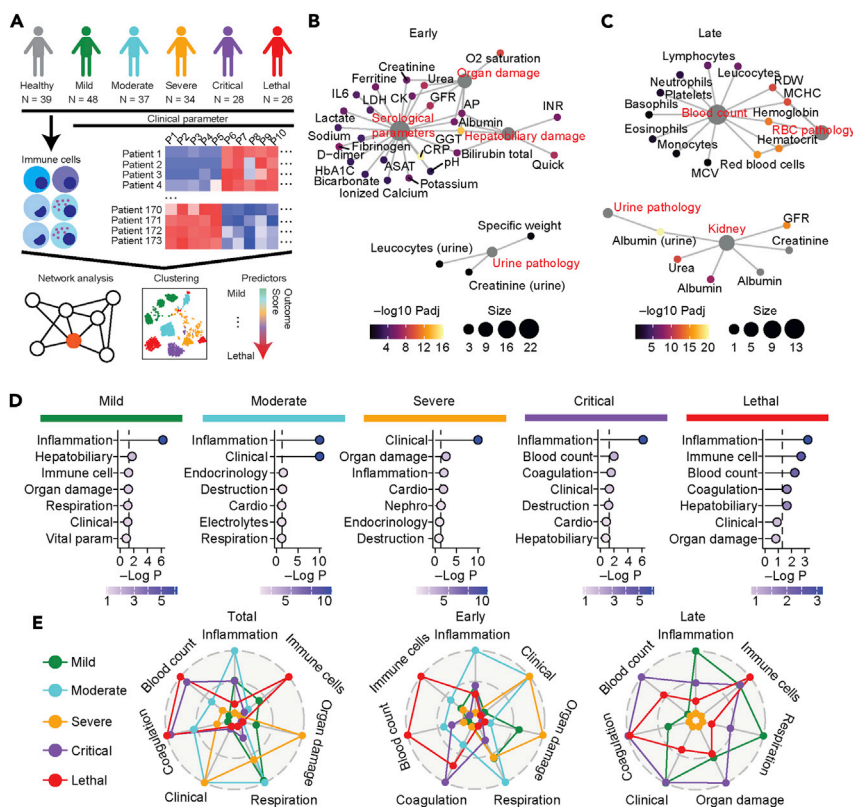 A
Healthy Mild Moderate Severe Critical Lethal
N = 39 N = 48 N = 37 N = 34 N = 28 N = 26
Clinical parameter
P1 P2 P3 P4 P5 P6 P7 P8 P9 P10
Immune cells
Patient 1
Patient 2
Patient 3
Patient 4
...
Patient 170
Patient 171
Patient 172
Patient 173
Network analysis
Clustering
Predictors
Mild
Outcome
Score
Lethal
B
Early
O2 saturation
Organ damage
Creatinine
Urea
Ferritine
GFR
IL6
LDH
CK
AP
INR
Lactate
Serological
parameters
Albumin
Hepatobiliary damage
Sodium
Fibrinogen
GGT
CRP
Bilirubin total
D-dimer
ASAT
pH
Quick
HbA1C
Potassium
Bicarbonate
Ionized Calcium
Specific weight
Leucocytes (urine)
Urine pathology
Creatinine (urine)
−log10 Padj
4 8 12 16
Size
3 9 16 22
C
Late
Lymphocytes
Leucocytes
Neutrophils
RDW
Platelets
MCHC
Basophils
Blood count
Hemoglobin
RBC pathology
Eosinophils
Hematocrit
Monocytes
Red blood cells
MCV
Urine pathology
Kidney
GFR
Albumin (urine)
Creatinine
Urea
Albumin
Albumin
−log10 Padj
5 10 15 20
Size
1 5 9 13
D
Mild
Inflammation
Hepatobiliary
Immune cell
Organ damage
Respiration
Clinical
Vital param
0 2 4 6
−Log P
1 3 5
Moderate
Inflammation
Clinical
Endocrinology
Destruction
Cardio
Electrolytes
Respiration
0 5 10
−Log P
5 10
Severe
Clinical
Organ damage
Inflammation
Cardio
Nephro
Endocrinology
Destruction
0 5 10
−Log P
5 10
Critical
Inflammation
Blood count
Coagulation
Clinical
Destruction
Cardio
Hepatobiliary
0 2 4 6
−Log P
1 3 5
Lethal
Inflammation
Immune cell
Blood count
Coagulation
Hepatobiliary
Clinical
Organ damage
0 1 2 3
−Log P
1 2 3
E
Mild
Moderate
Severe
Critical
Lethal
Total
Inflammation
Immune cells
Organ damage
Respiration
Clinical
Coagulation
Blood count
Early
Inflammation
Clinical
Organ damage
Respiration
Coagulation
Blood count
Immune cells
Late
Inflammation
Immune cells
Respiration
Organ damage
Clinical
Coagulation
Blood count